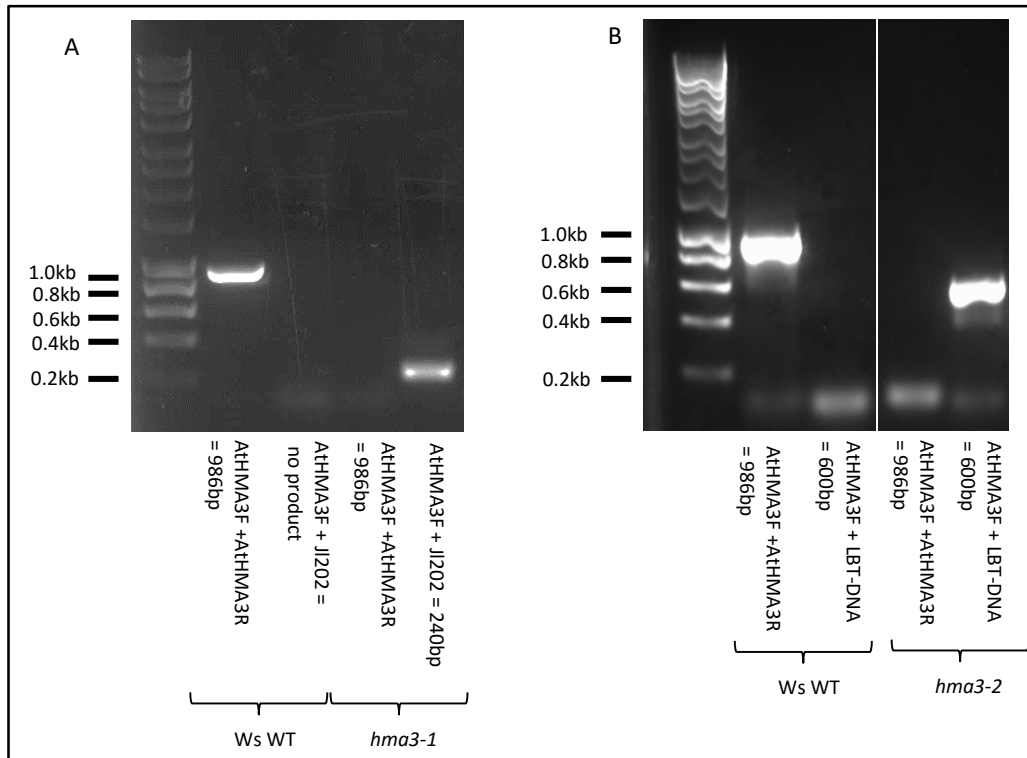 A
1.0kb
0.8kb
0.6kb
0.4kb
0.2kb
AtHMA3F +AtHMA3R
= 986bp
AtHMA3F + JI202 =
no product
AtHMA3F +AtHMA3R
= 986bp
AtHMA3F + JI202 = 240bp
Ws WT
hma3-1
B
1.0kb
0.8kb
0.6kb
0.4kb
0.2kb
AtHMA3F +AtHMA3R
= 986bp
AtHMA3F + LBT-DNA
= 600bp
AtHMA3F +AtHMA3R
= 986bp
AtHMA3F + LBT-DNA
= 600bp
Ws WT
hma3-2